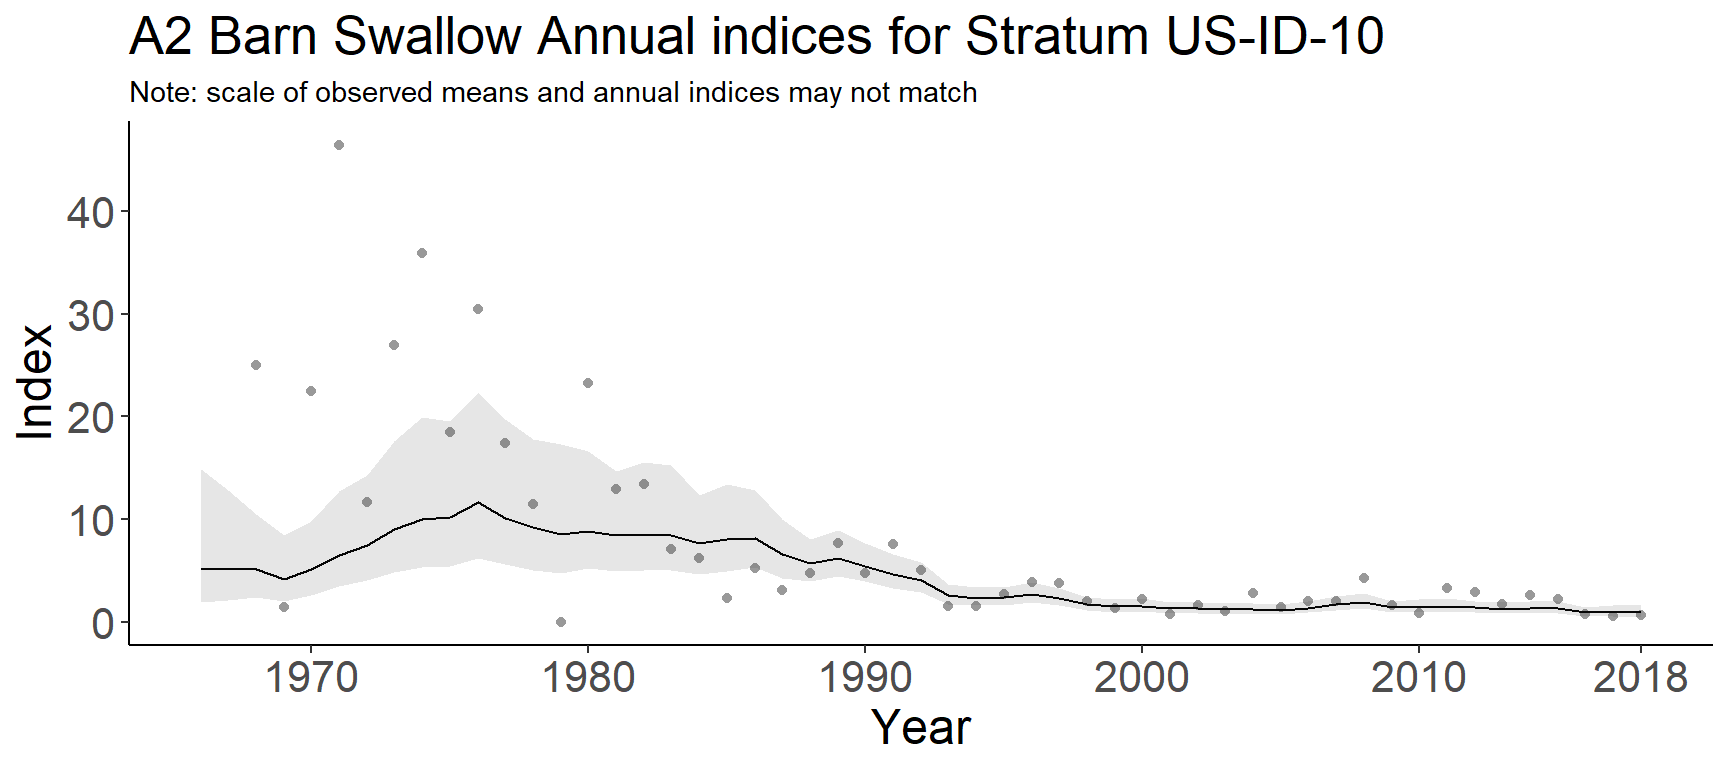 A2 Barn Swallow Annual indices for Stratum US-ID-10
Note: scale of observed means and annual indices may not match
Index
40
30
20
10
0
1970 1980 1990 2000 2010 2018
Year